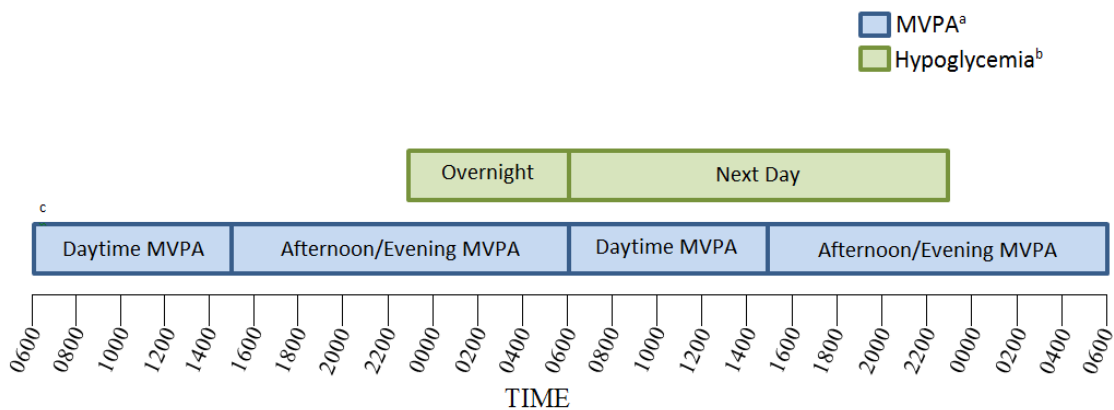 MVPAᵃ
Hypoglycemiaᵇ
Overnight Next Day
c
Daytime MVPA Afternoon/Evening MVPA Daytime MVPA Afternoon/Evening MVPA
0600 0800 1000 1200 1400 1600 1800 2000 2200 0000 0200 0400 0600 0800 1000 1200 1400 1600 1800 2000 2200 0000 0200 0400 0600
TIME